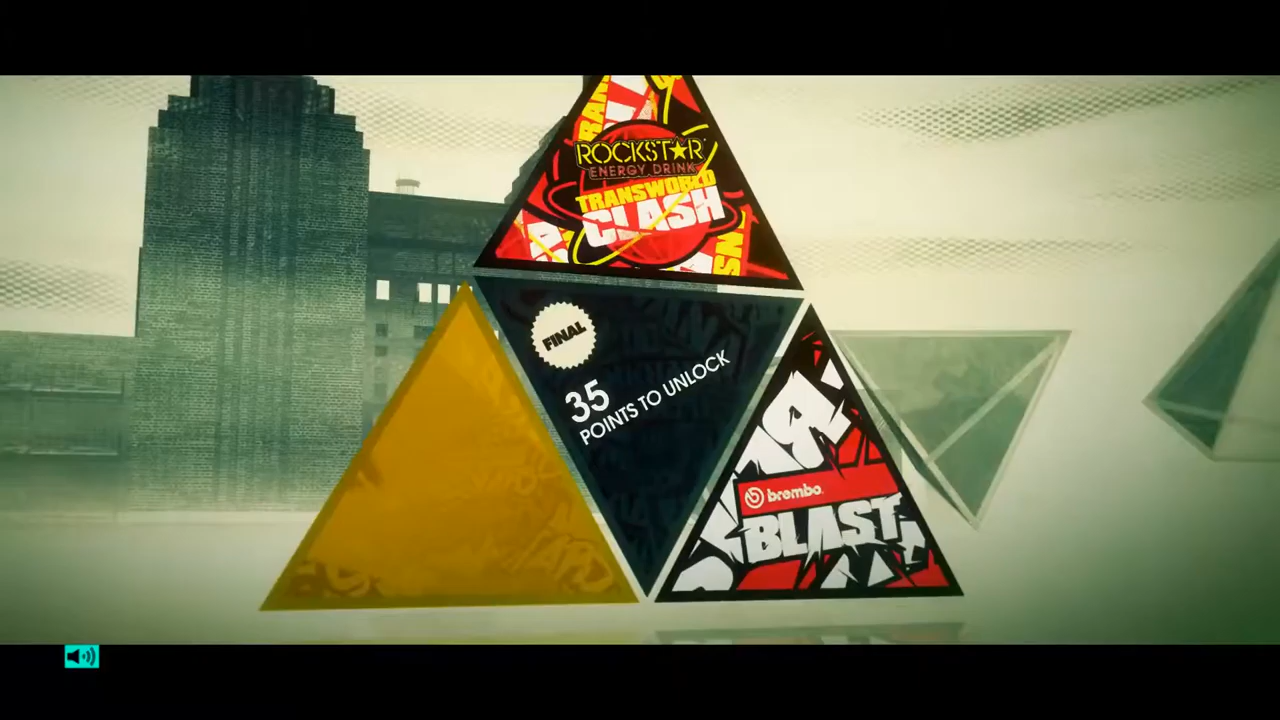 ROCKSTAR
ENERGY DRINK
TRANSWORLD
CLASH
FINAL
35
POINTS TO UNLOCK
brembo
BLAST